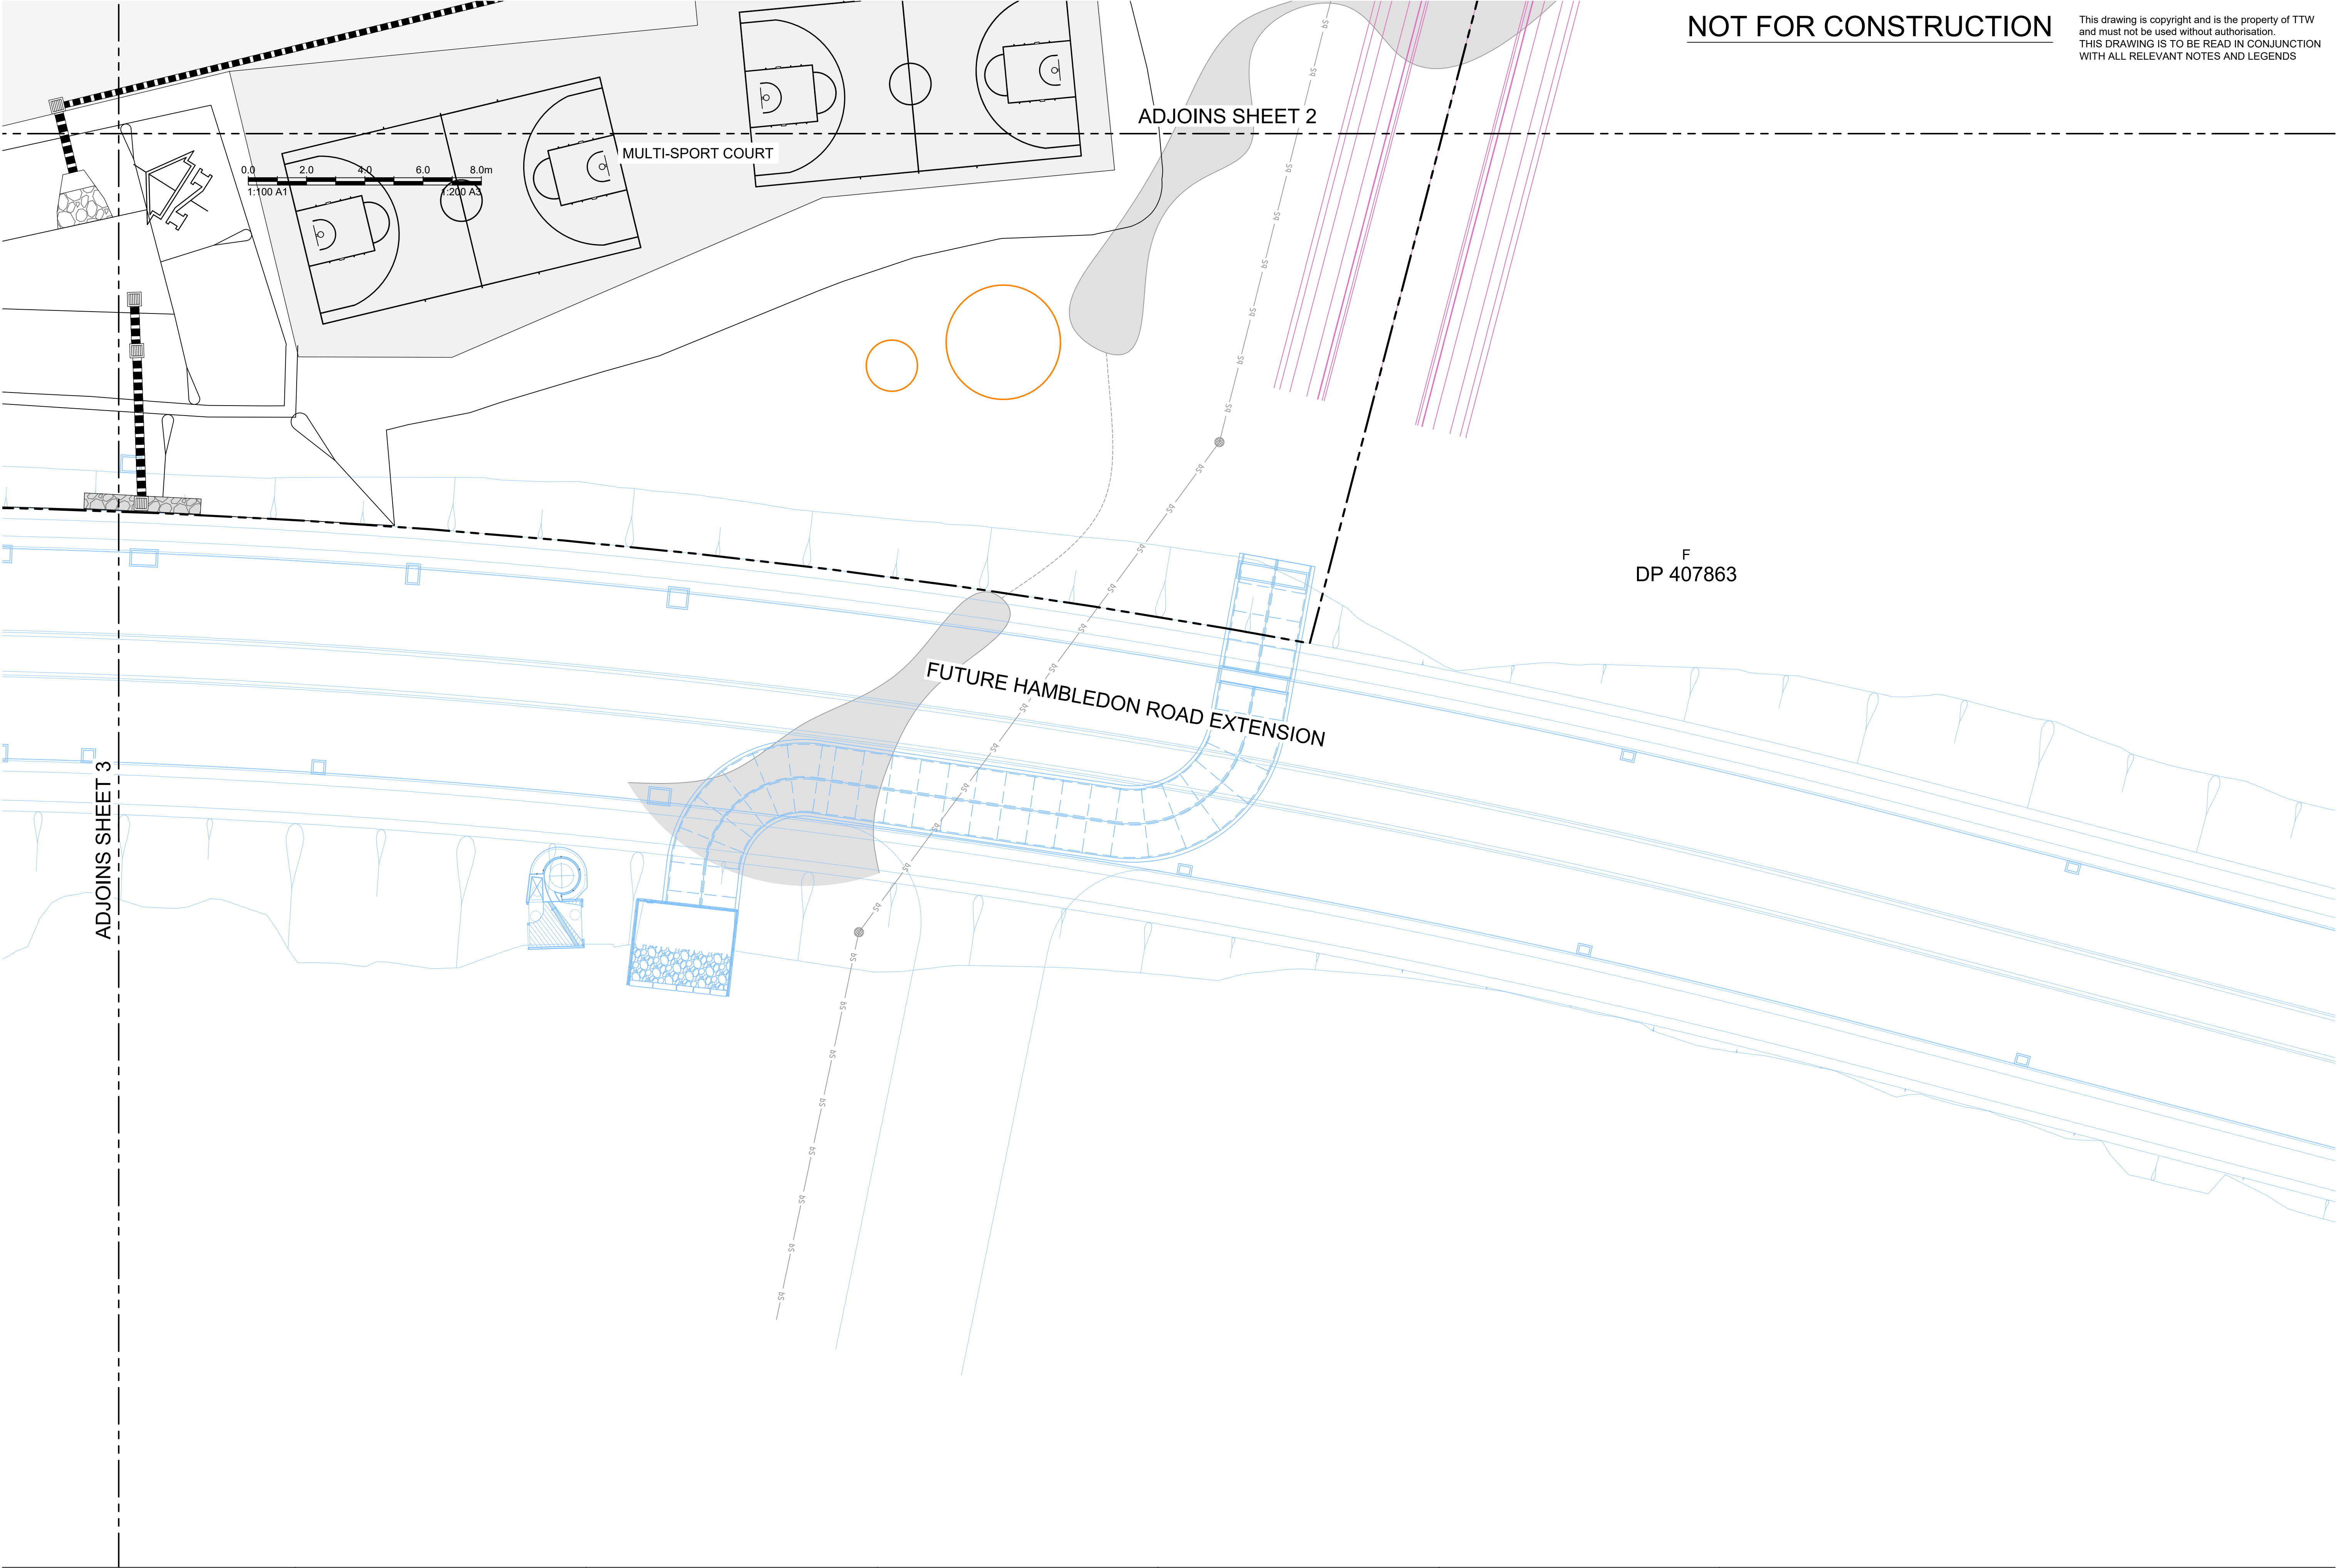 NOT FOR CONSTRUCTION
This drawing is copyright and is the property of TTW
and must not be used without authorisation.
THIS DRAWING IS TO BE READ IN CONJUNCTION
WITH ALL RELEVANT NOTES AND LEGENDS
ADJOINS SHEET 2
MULTI-SPORT COURT
0.0 2.0 4.0 6.0 8.0m
1:100 A1 1:200 A3
F
DP 407863
FUTURE HAMBLEDON ROAD EXTENSION
ADJOINS SHEET 3